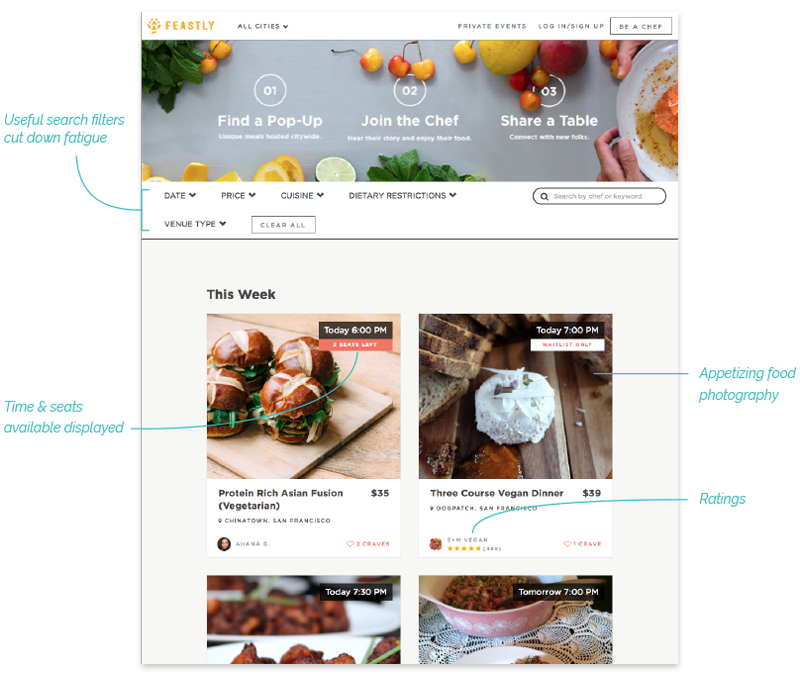 FEASTLY
ALL CITIES
PRIVATE EVENTS
LOG IN/SIGN UP
BE A CHEF
01
02
03
Find a Pop-Up
Join the Chef
Share a Table
Unique meals hosted citywide.
Hear their story and enjoy their food.
Connect with new folks.
Useful search filters
cut down fatigue
DATE
PRICE
CUISINE
DIETARY RESTRICTIONS
Search by chef or keyword
VENUE TYPE
CLEAR ALL
This Week
Today 6:00 PM
2 SEATS LEFT
Today 7:00 PM
WAITLIST ONLY
Appetizing food
photography
Time & seats
available displayed
Protein Rich Asian Fusion
(Vegetarian)
$35
CHINATOWN, SAN FRANCISCO
AHANA S.
2 CRAVES
Three Course Vegan Dinner
$39
DOGPATCH, SAN FRANCISCO
S+M VEGAN
1 CRAVE
Ratings
Today 7:30 PM
Tomorrow 7:00 PM